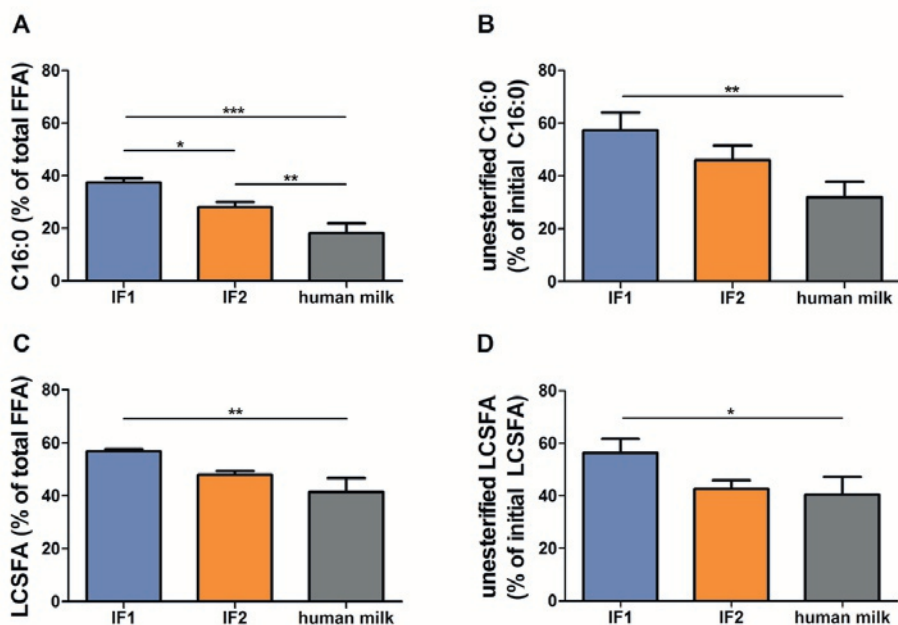 A
C16:0 (% of total FFA)
80
60
40
20
0
***
*
**
IF1 IF2 human milk
B
unesterified C16:0
(% of initial C16:0)
80
60
40
20
0
**
IF1 IF2 human milk
C
LCSFA (% of total FFA)
80
60
40
20
0
**
IF1 IF2 human milk
D
unesterified LCSFA
(% of initial LCSFA)
80
60
40
20
0
*
IF1 IF2 human milk